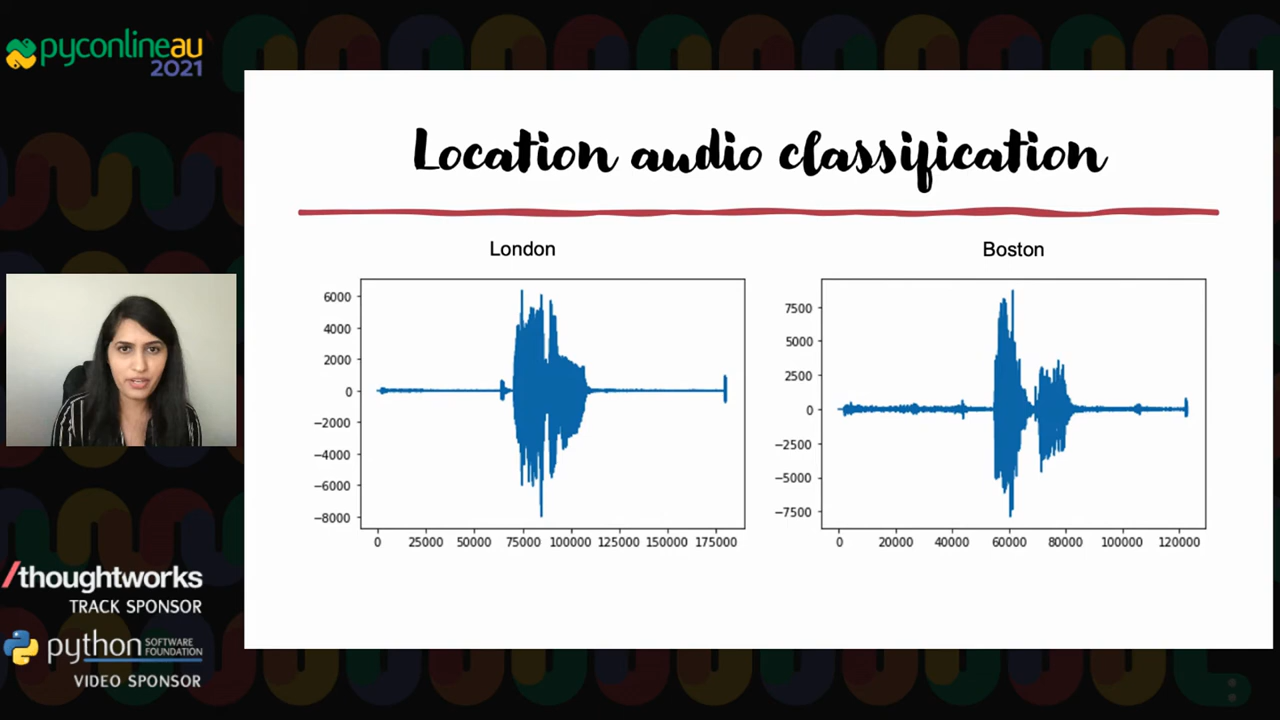 pyconlineau
2021
Location audio classification
London
Boston
6000
4000
2000
0
−2000
−4000
−6000
−8000
0 25000 50000 75000 100000 125000 150000 175000
7500
5000
2500
0
−2500
−5000
−7500
0 20000 40000 60000 80000 100000 120000
/thoughtworks
TRACK SPONSOR
python SOFTWARE FOUNDATION
VIDEO SPONSOR